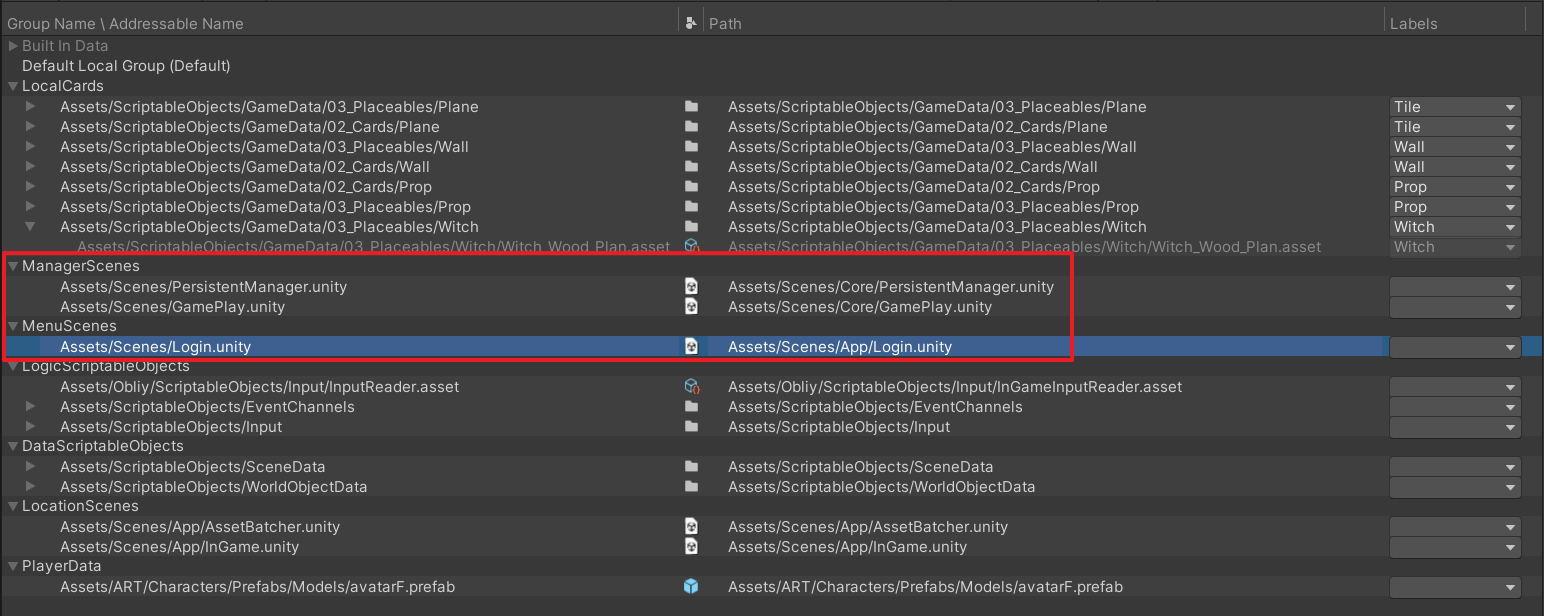 Group Name \ Addressable Name Path Labels
Built In Data
Default Local Group (Default)
LocalCards
Assets/ScriptableObjects/GameData/03_Placeables/Plane Assets/ScriptableObjects/GameData/03_Placeables/Plane Tile
Assets/ScriptableObjects/GameData/02_Cards/Plane Assets/ScriptableObjects/GameData/02_Cards/Plane Tile
Assets/ScriptableObjects/GameData/03_Placeables/Wall Assets/ScriptableObjects/GameData/03_Placeables/Wall Wall
Assets/ScriptableObjects/GameData/02_Cards/Wall Assets/ScriptableObjects/GameData/02_Cards/Wall Wall
Assets/ScriptableObjects/GameData/02_Cards/Prop Assets/ScriptableObjects/GameData/02_Cards/Prop Prop
Assets/ScriptableObjects/GameData/03_Placeables/Prop Assets/ScriptableObjects/GameData/03_Placeables/Prop Prop
Assets/ScriptableObjects/GameData/03_Placeables/Witch Assets/ScriptableObjects/GameData/03_Placeables/Witch Witch
Assets/ScriptableObjects/GameData/03_Placeables/Witch/Witch_Wood_Plan.asset Assets/ScriptableObjects/GameData/03_Placeables/Witch/Witch_Wood_Plan.asset Witch
ManagerScenes
Assets/Scenes/PersistentManager.unity Assets/Scenes/Core/PersistentManager.unity
Assets/Scenes/GamePlay.unity Assets/Scenes/Core/GamePlay.unity
MenuScenes
Assets/Scenes/Login.unity Assets/Scenes/App/Login.unity
LogicScriptableObjects
Assets/Obliy/ScriptableObjects/Input/InputReader.asset Assets/Obliy/ScriptableObjects/Input/InGameInputReader.asset
Assets/ScriptableObjects/EventChannels Assets/ScriptableObjects/EventChannels
Assets/ScriptableObjects/Input Assets/ScriptableObjects/Input
DataScriptableObjects
Assets/ScriptableObjects/SceneData Assets/ScriptableObjects/SceneData
Assets/ScriptableObjects/WorldObjectData Assets/ScriptableObjects/WorldObjectData
LocationScenes
Assets/Scenes/App/AssetBatcher.unity Assets/Scenes/App/AssetBatcher.unity
Assets/Scenes/App/InGame.unity Assets/Scenes/App/InGame.unity
PlayerData
Assets/ART/Characters/Prefabs/Models/avatarF.prefab Assets/ART/Characters/Prefabs/Models/avatarF.prefab